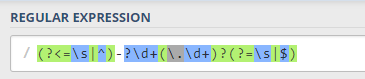 REGULAR EXPRESSION
/ (?<=\s|^)-?\d+(\.\d+)?(?=\s|$)